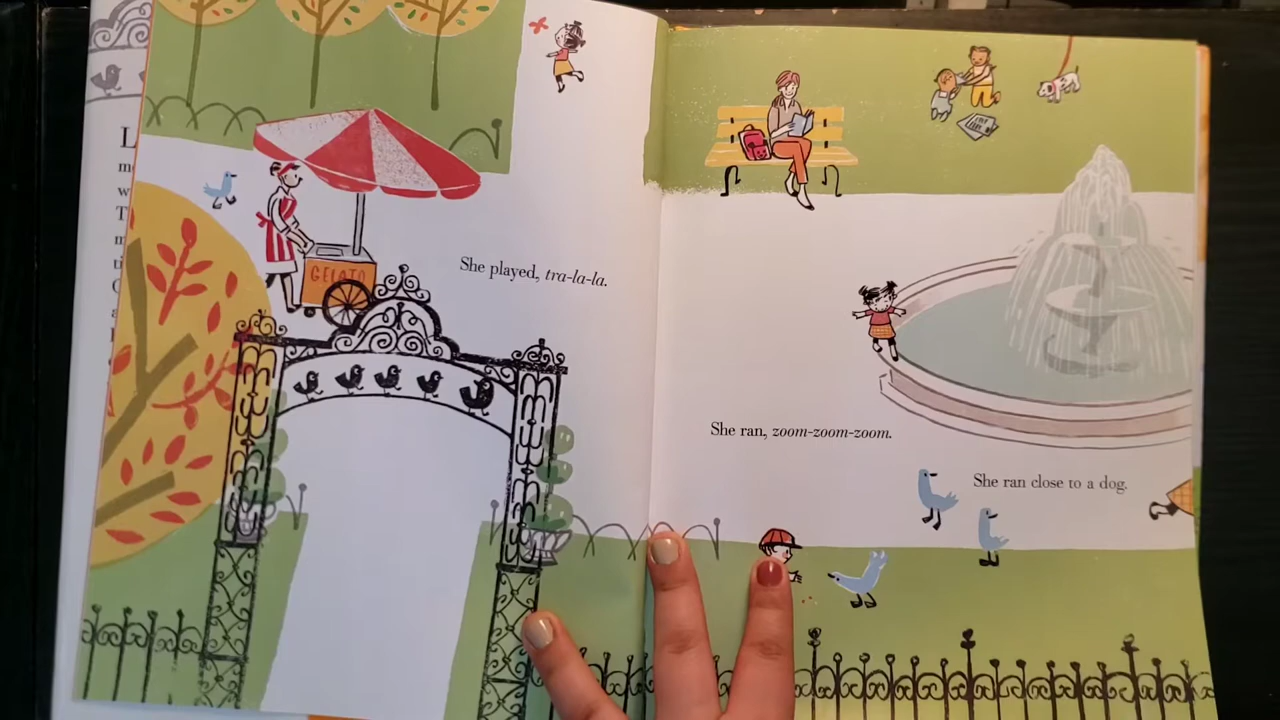 GELATO
She played, tra-la-la.
She ran, zoom-zoom-zoom.
She ran close to a dog.